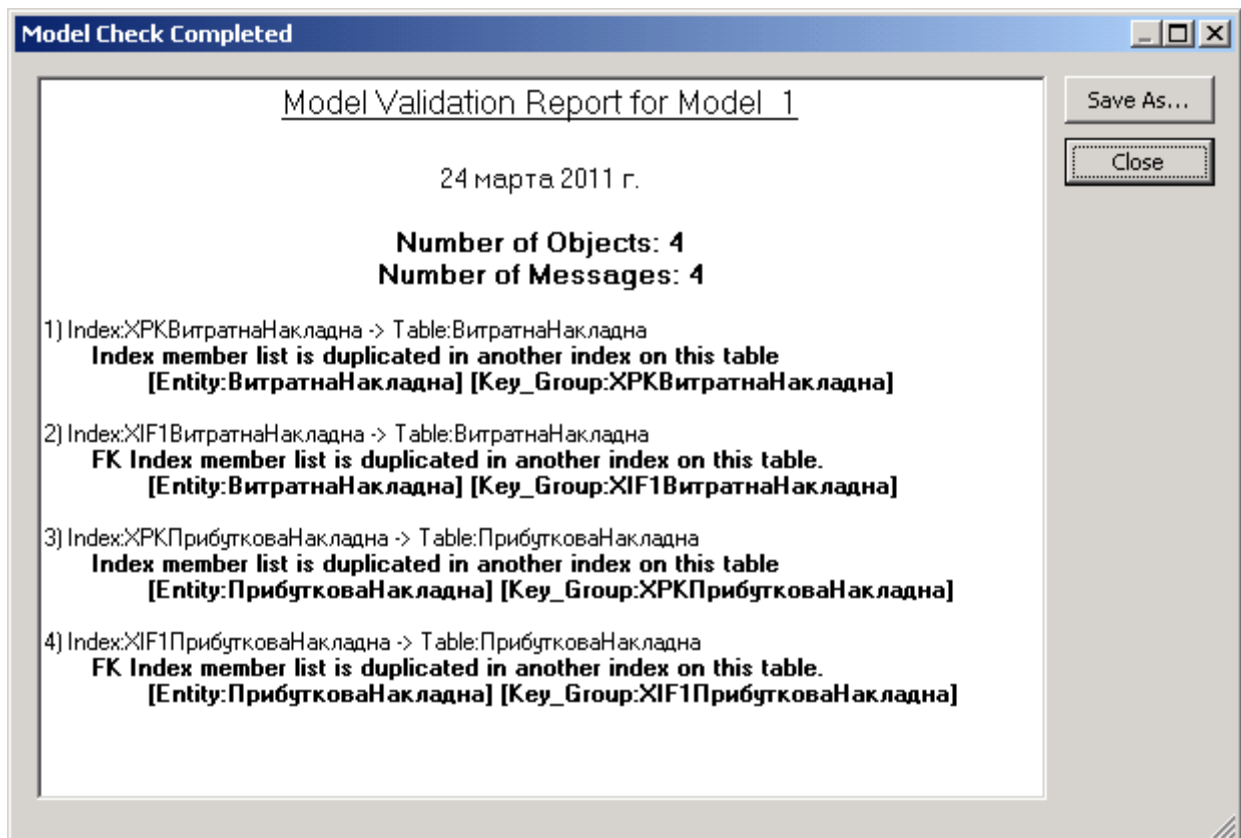 Model Check Completed
Model Validation Report for Model_1
Save As...
Close
24 марта 2011 г.
Number of Objects: 4
Number of Messages: 4
1) Index:XPKВитратнаНакладна -> Table:ВитратнаНакладна
Index member list is duplicated in another index on this table
[Entity:ВитратнаНакладна] [Key_Group:XPKВитратнаНакладна]
2) Index:XIF1ВитратнаНакладна -> Table:ВитратнаНакладна
FK Index member list is duplicated in another index on this table.
[Entity:ВитратнаНакладна] [Key_Group:XIF1ВитратнаНакладна]
3) Index:XPKПрибутковаНакладна -> Table:ПрибутковаНакладна
Index member list is duplicated in another index on this table
[Entity:ПрибутковаНакладна] [Key_Group:XPKПрибутковаНакладна]
4) Index:XIF1ПрибутковаНакладна -> Table:ПрибутковаНакладна
FK Index member list is duplicated in another index on this table.
[Entity:ПрибутковаНакладна] [Key_Group:XIF1ПрибутковаНакладна]